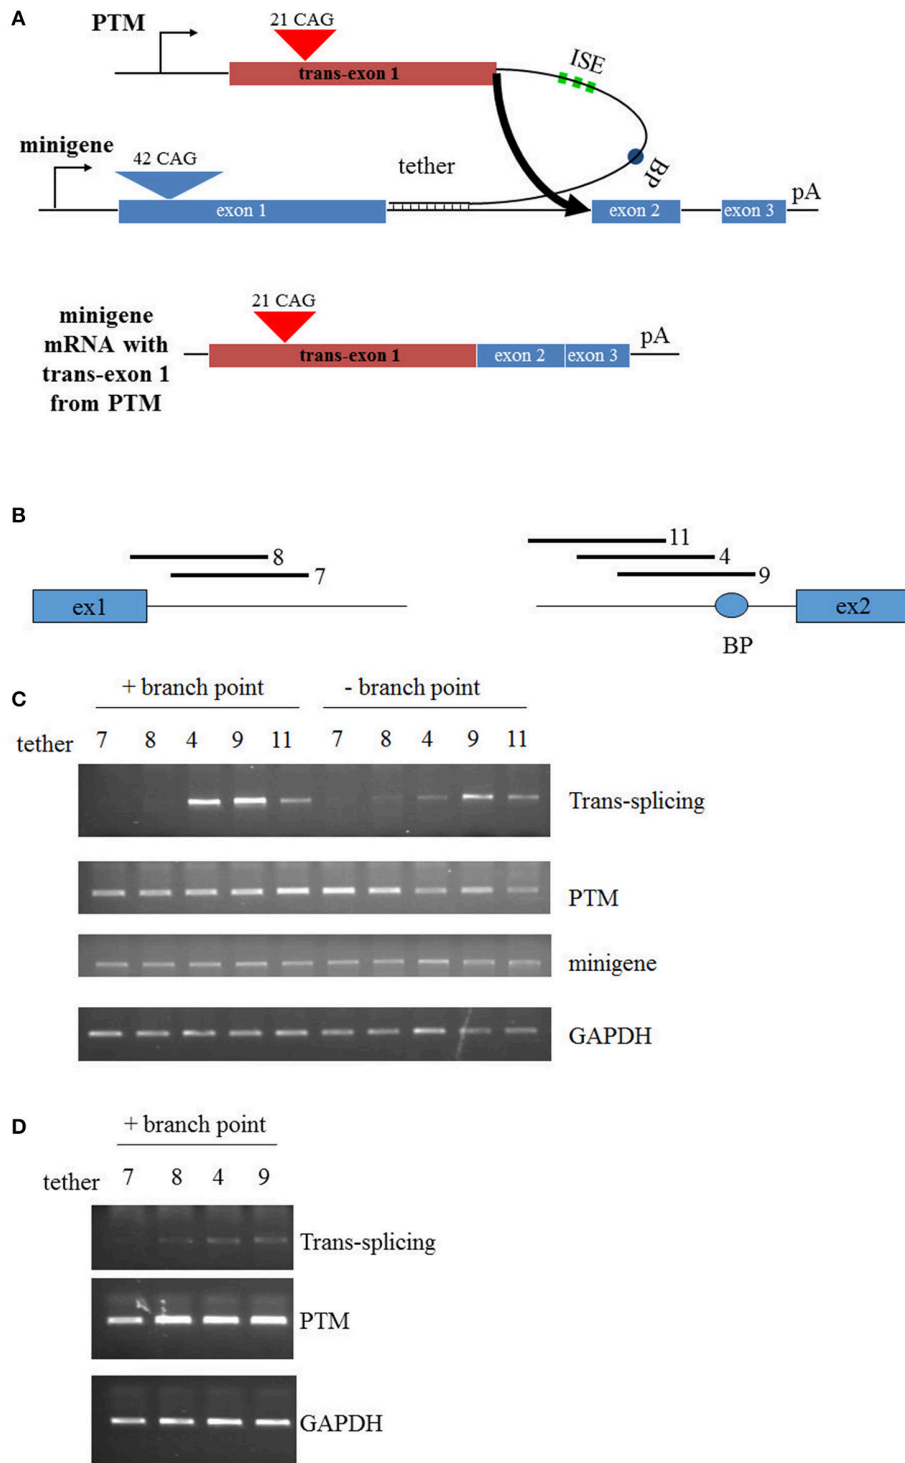 A
PTM
21 CAG
trans-exon 1
ISE
BP
minigene
42 CAG
tether
exon 1
exon 2
exon 3
pA
minigene
mRNA with
trans-exon 1
from PTM
21 CAG
trans-exon 1
exon 2
exon 3
pA
B
8
7
11
4
9
ex1
BP
ex2
C
+ branch point
- branch point
tether 7 8 4 9 11 7 8 4 9 11
Trans-splicing
PTM
minigene
GAPDH
D
+ branch point
tether 7 8 4 9
Trans-splicing
PTM
GAPDH